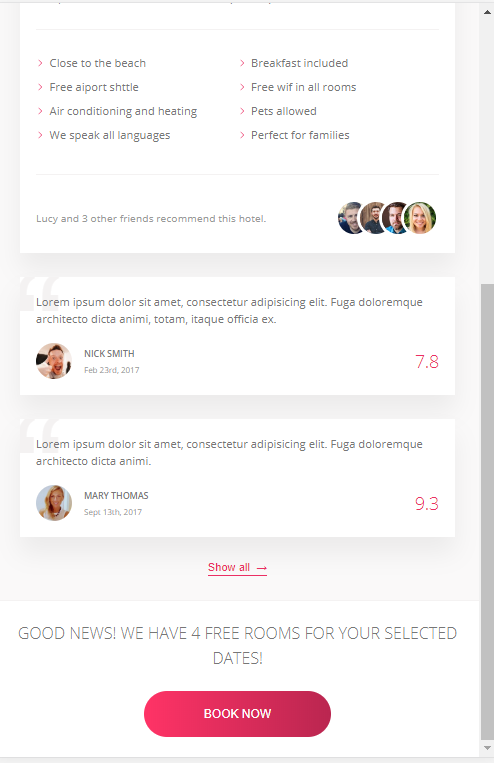 Close to the beach
Free aiport shttle
Air conditioning and heating
We speak all languages
Breakfast included
Free wif in all rooms
Pets allowed
Perfect for families
Lucy and 3 other friends recommend this hotel.
Lorem ipsum dolor sit amet, consectetur adipisicing elit. Fuga doloremque
architecto dicta animi, totam, itaque officia ex.
NICK SMITH
Feb 23rd, 2017
7.8
Lorem ipsum dolor sit amet, consectetur adipisicing elit. Fuga doloremque
architecto dicta animi.
MARY THOMAS
Sept 13th, 2017
9.3
Show all →
GOOD NEWS! WE HAVE 4 FREE ROOMS FOR YOUR SELECTED
DATES!
BOOK NOW